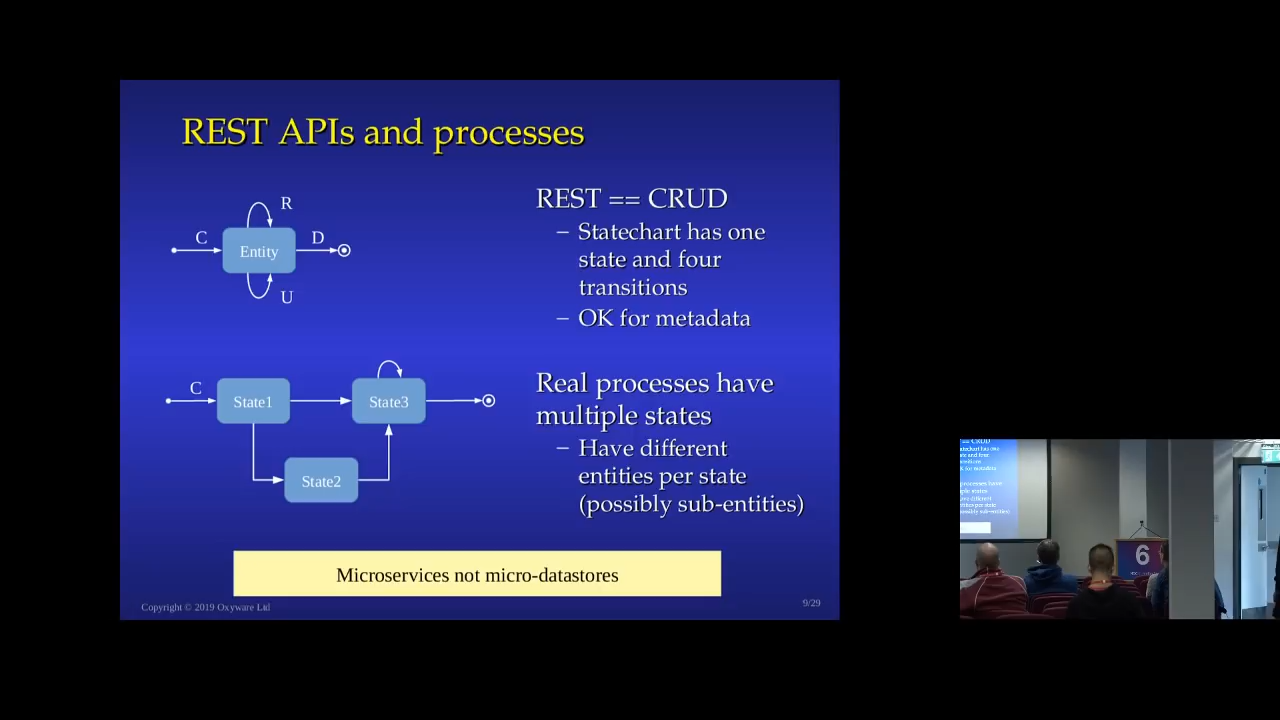 REST APIs and processes
R
C
D
Entity
U
REST == CRUD
– Statechart has one
state and four
transitions
– OK for metadata
C
State1
State3
State2
Real processes have
multiple states
– Have different
entities per state
(possibly sub-entities)
Microservices not micro-datastores
Copyright © 2019 Oxyware Ltd
9/29
6